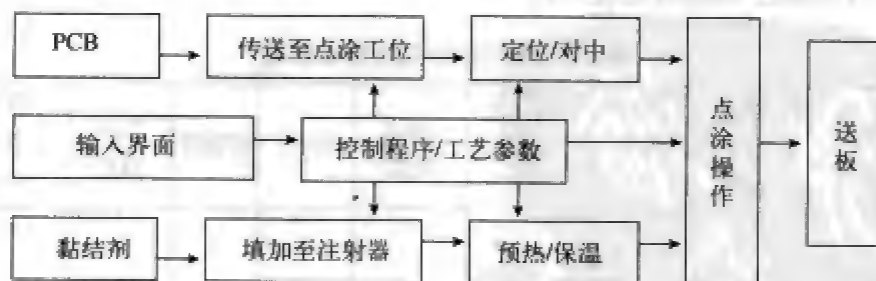 PCB
传送至点涂工位
定位/对中
输入界面
控制程序/工艺参数
黏结剂
填加至注射器
预热/保温
点涂操作
送板